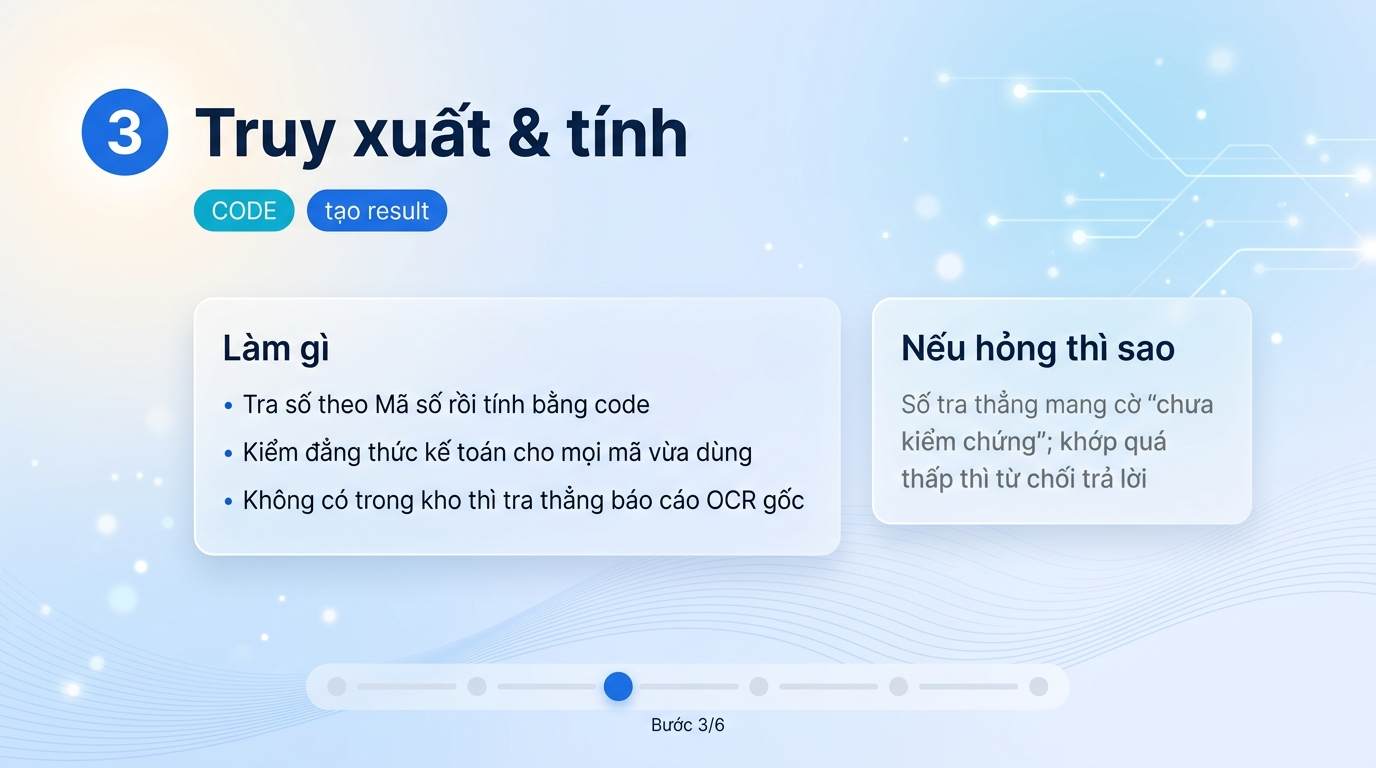 3
Truy xuất & tính
CODE
tạo result
Làm gì
• Tra số theo Mã số rồi tính bằng code
• Kiểm đẳng thức kế toán cho mọi mã vừa dùng
• Không có trong kho thì tra thẳng báo cáo OCR gốc
Nếu hỏng thì sao
Số tra thẳng mang cờ “chưa
kiểm chứng”; khớp quá
thấp thì từ chối trả lời
Bước 3/6